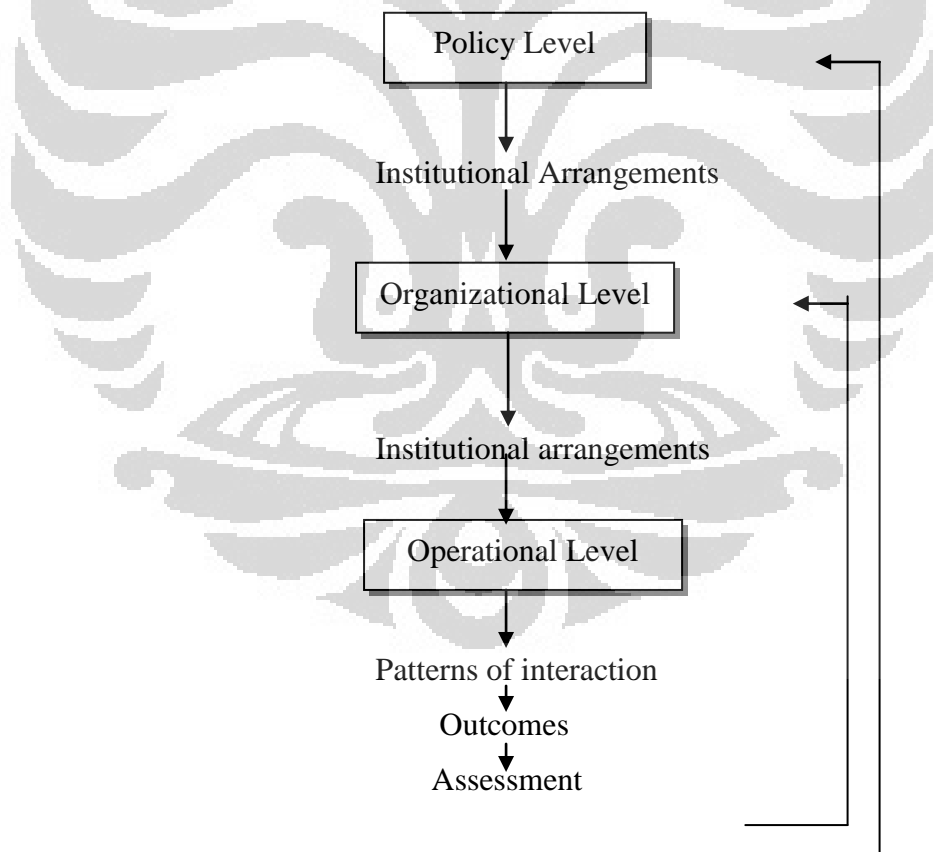 Policy Level
Institutional Arrangements
Organizational Level
Institutional arrangements
Operational Level
Patterns of interaction
Outcomes
Assessment